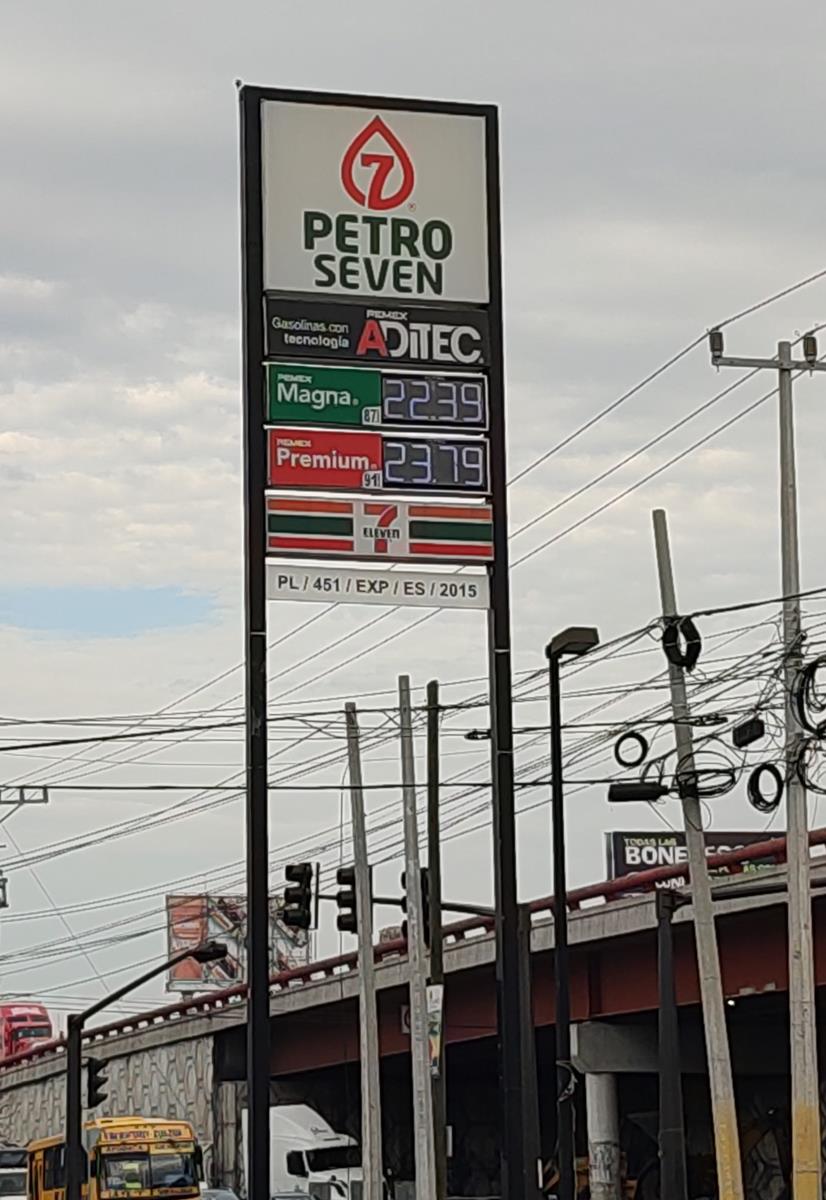 7
PETRO
SEVEN
Gasolinas con
tecnología
PEMEX
ADITEC
PEMEX
Magna
87
22.39
PEMEX
Premium
91
23.79
7
ELEVEN
PL / 451 / EXP / ES / 2015
TODAS LAS